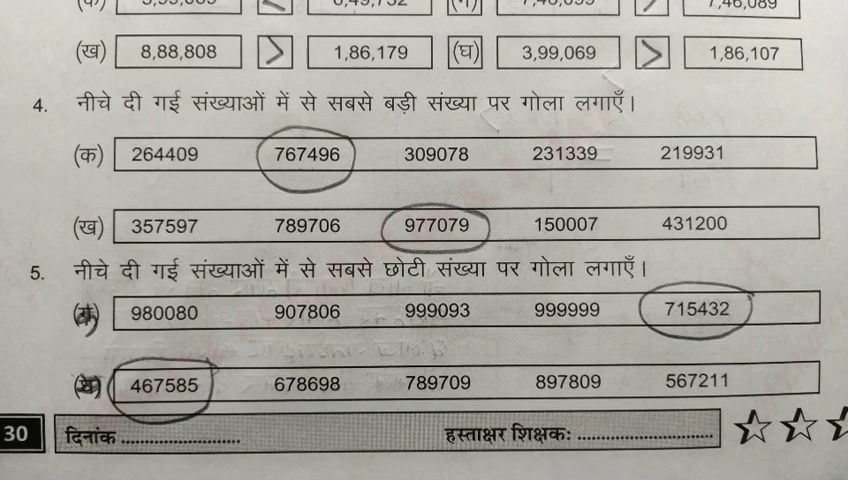 (ख) 8,88,808 > 1,86,179 (घ) 3,99,069 > 1,86,107
4. नीचे दी गई संख्याओं में से सबसे बड़ी संख्या पर गोला लगाएँ।
(क) 264409 767496 309078 231339 219931
(ख) 357597 789706 977079 150007 431200
5. नीचे दी गई संख्याओं में से सबसे छोटी संख्या पर गोला लगाएँ।
980080 907806 999093 999999 715432
467585 678698 789709 897809 567211
30 दिनांक ........................... हस्ताक्षर शिक्षक: ...............................